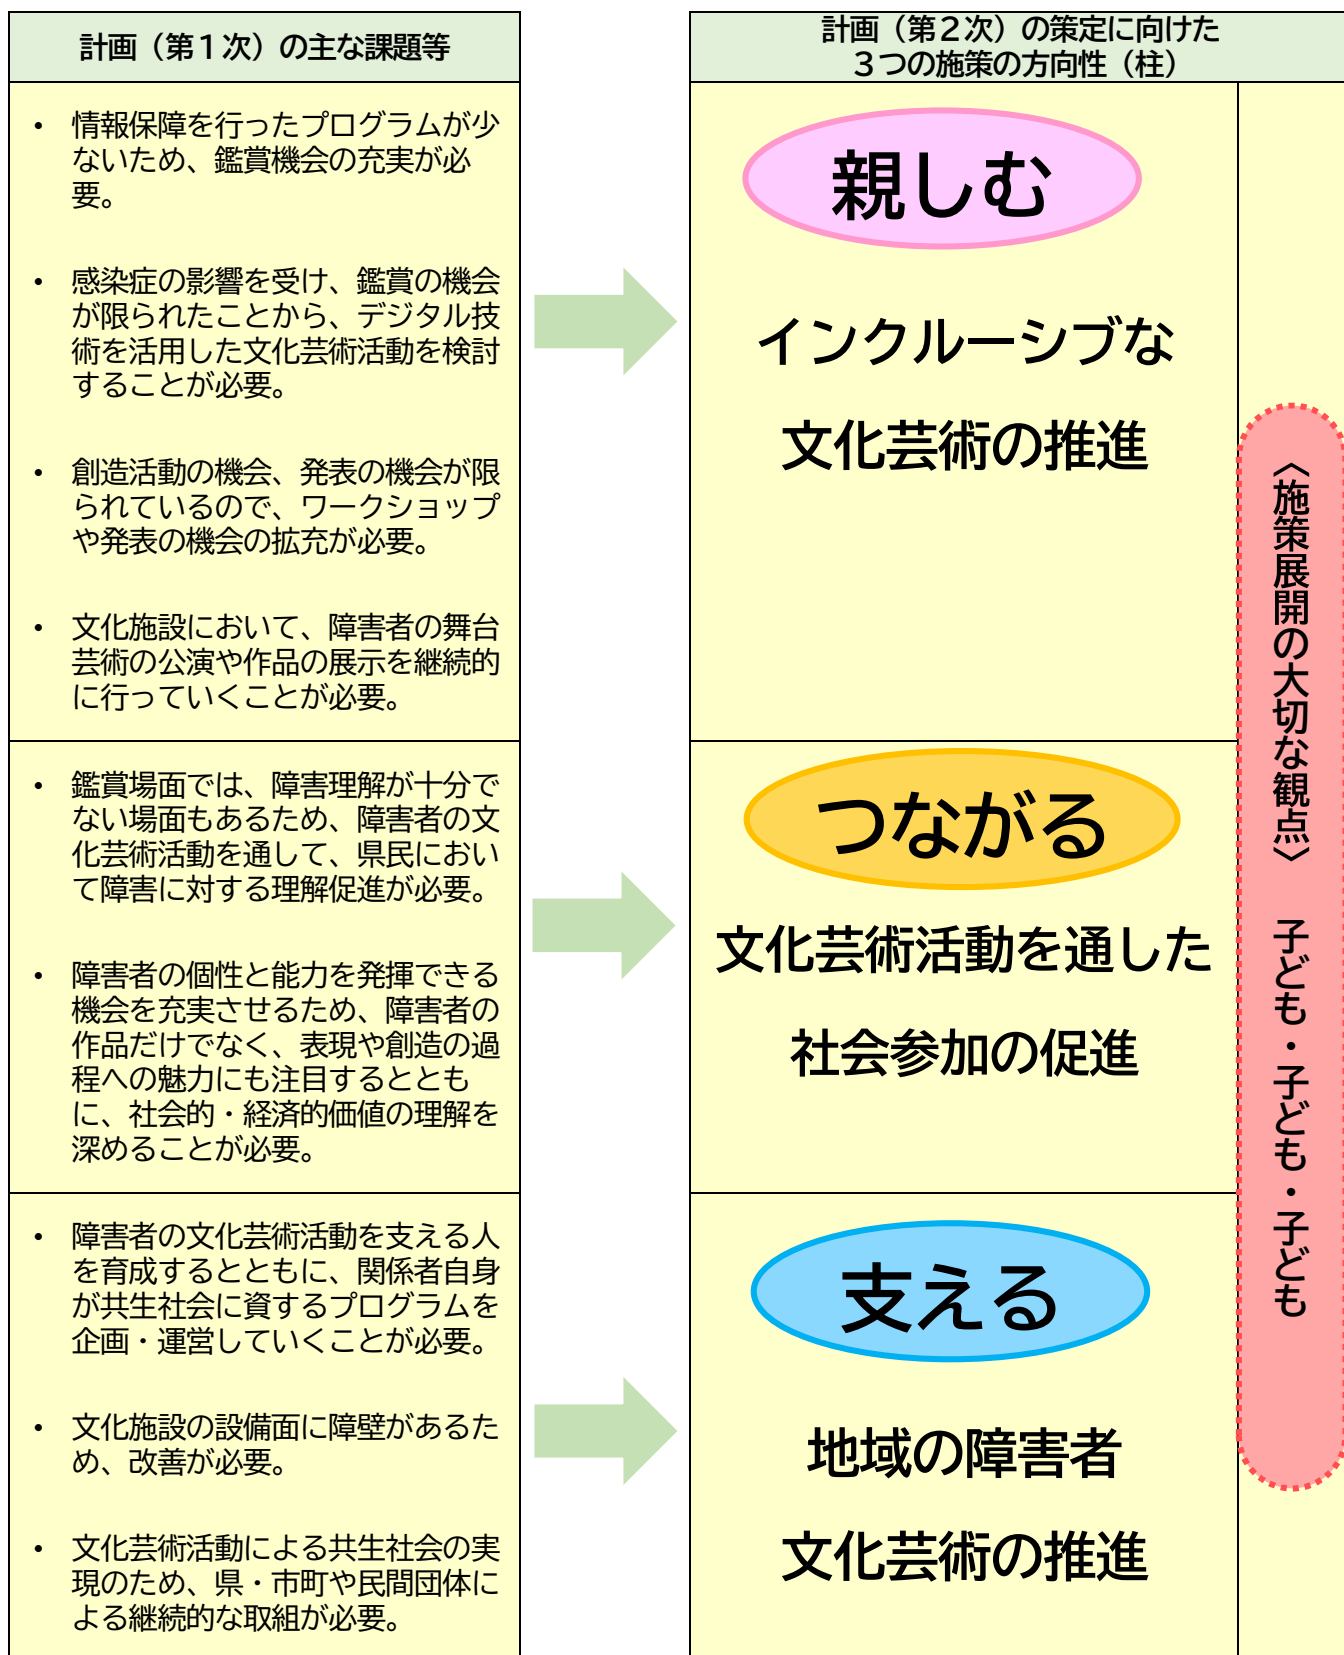 計画（第１次）の主な課題等
・ 情報保障を行ったプログラムが少
ないため、鑑賞機会の充実が必
要。
・ 感染症の影響を受け、鑑賞の機会
が限られたことから、デジタル技
術を活用した文化芸術活動を検討
することが必要。
・ 創造活動の機会、発表の機会が限
られているので、ワークショップ
や発表の機会の拡充が必要。
・ 文化施設において、障害者の舞台
芸術の公演や作品の展示を継続的
に行っていくことが必要。
・ 鑑賞場面では、障害理解が十分で
ない場面もあるため、障害者の文
化芸術活動を通して、県民におい
て障害に対する理解促進が必要。
・ 障害者の個性と能力を発揮できる
機会を充実させるため、障害者の
作品だけでなく、表現や創造の過
程への魅力にも注目するととも
に、社会的・経済的価値の理解を
深めることが必要。
・ 障害者の文化芸術活動を支える人
を育成するとともに、関係者自身
が共生社会に資するプログラムを
企画・運営していくことが必要。
・ 文化施設の設備面に障壁があるた
め、改善が必要。
・ 文化芸術活動による共生社会の実
現のため、県・市町や民間団体に
よる継続的な取組が必要。
計画（第２次）の策定に向けた
３つの施策の方向性（柱）
親しむ
インクルーシブな
文化芸術の推進
つながる
文化芸術活動を通した
社会参加の促進
支える
地域の障害者
文化芸術の推進
〈施策展開の大切な観点〉 子ども・子ども・子ども